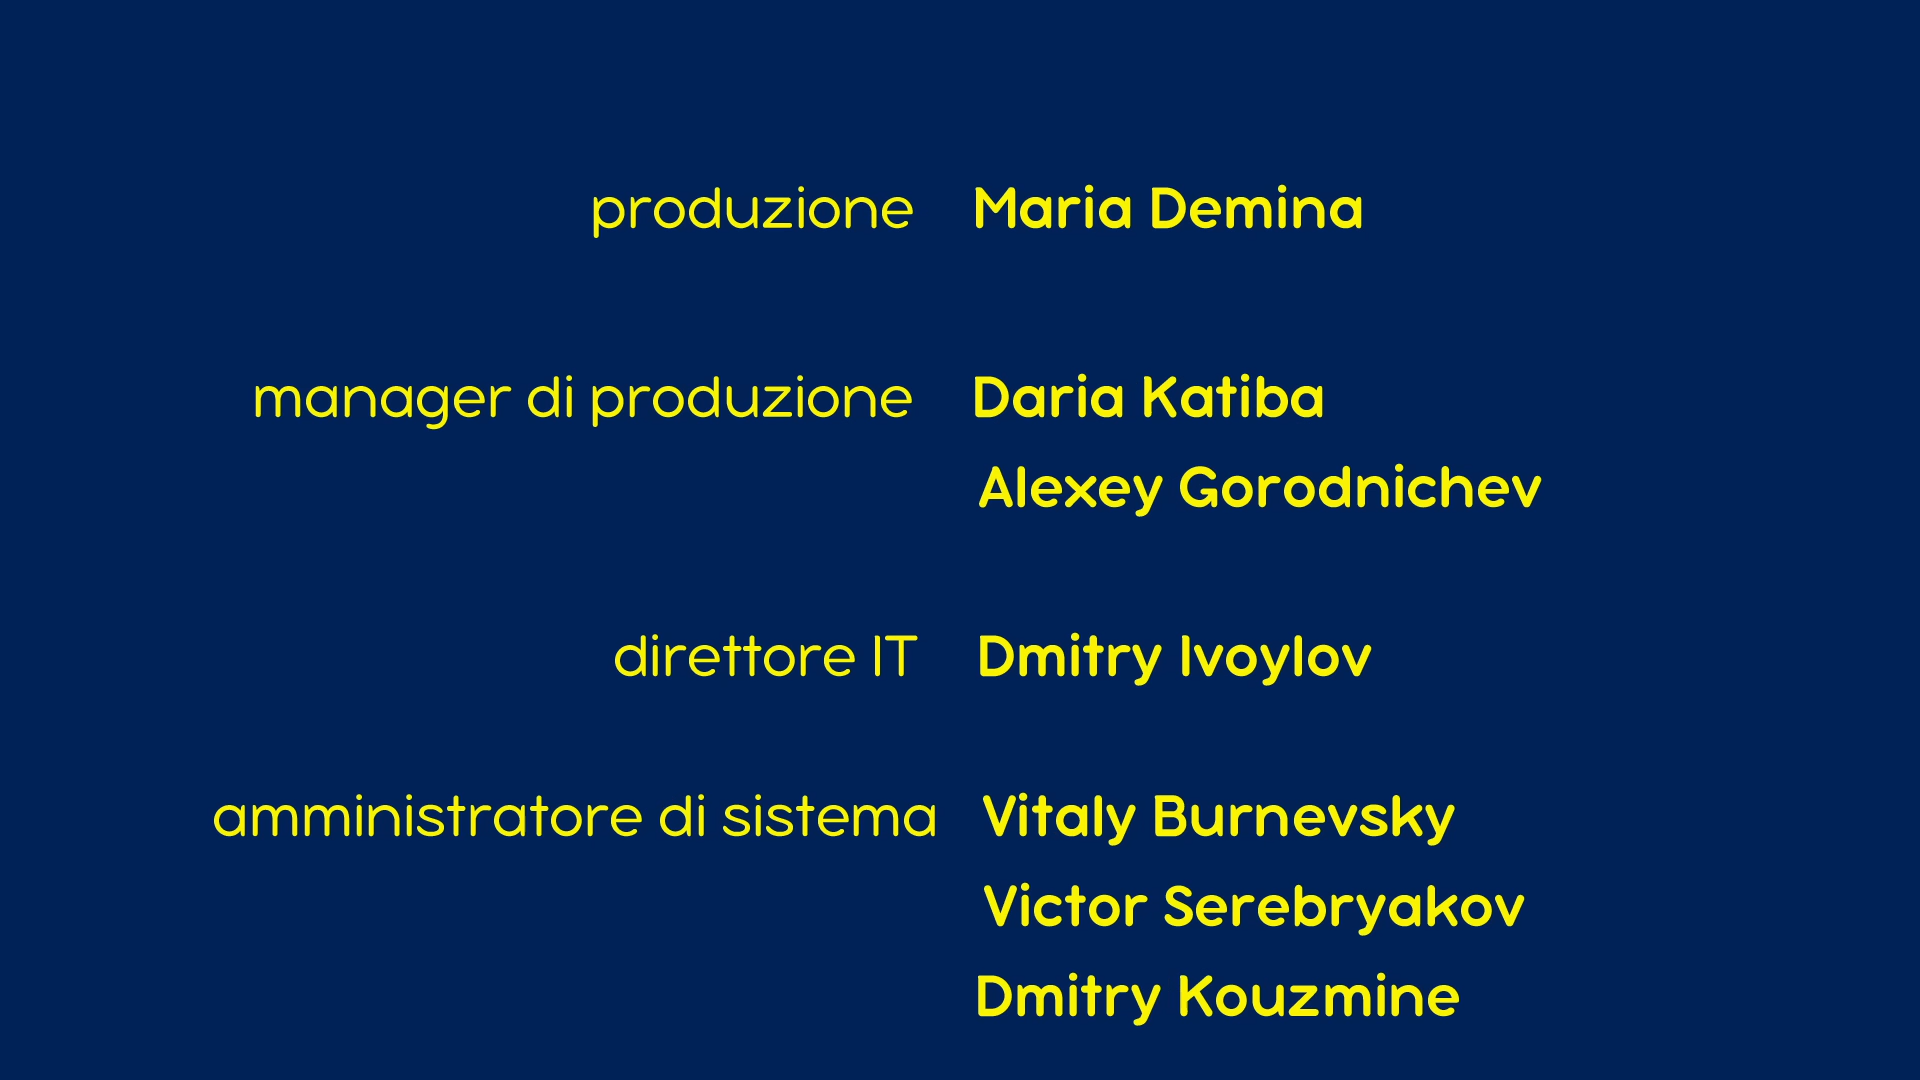 produzione Maria Demina
manager di produzione Daria Katiba
Alexey Gorodnichev
direttore IT Dmitry Ivoylov
amministratore di sistema Vitaly Burnevsky
Victor Serebryakov
Dmitry Kouzmine